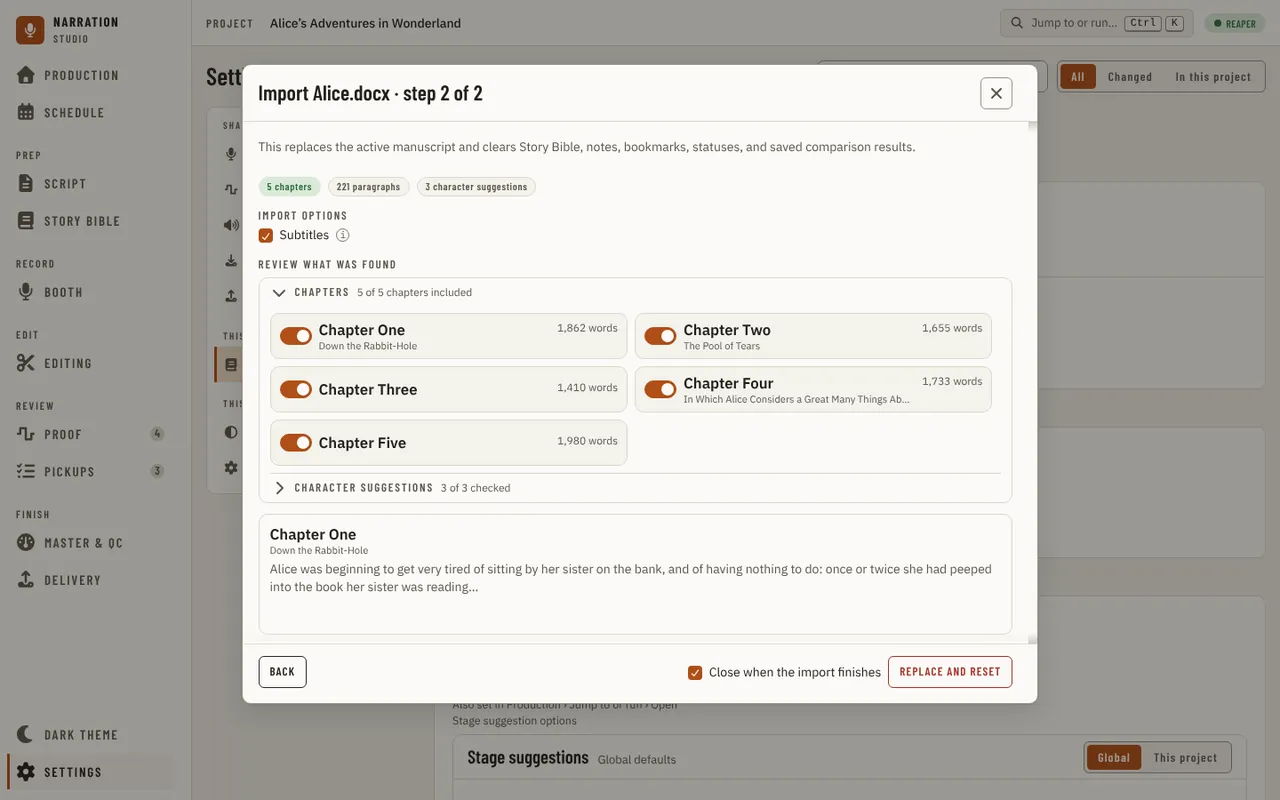 NARRATION
STUDIO
PRODUCTION
SCHEDULE
PREP
SCRIPT
STORY BIBLE
RECORD
BOOTH
EDIT
EDITING
REVIEW
PROOF 4
PICKUPS 3
FINISH
MASTER & QC
DELIVERY
DARK THEME
SETTINGS
PROJECT Alice's Adventures in Wonderland
Jump to or run... Ctrl K
REAPER
Sett
All Changed In this project
SHA
THIS
THIS
Import Alice.docx · step 2 of 2
This replaces the active manuscript and clears Story Bible, notes, bookmarks, statuses, and saved comparison results.
5 chapters 221 paragraphs 3 character suggestions
IMPORT OPTIONS
Subtitles
REVIEW WHAT WAS FOUND
CHAPTERS 5 of 5 chapters included
Chapter One 1,862 words
Down the Rabbit-Hole
Chapter Two 1,655 words
The Pool of Tears
Chapter Three 1,410 words
Chapter Four 1,733 words
In Which Alice Considers a Great Many Things Ab...
Chapter Five 1,980 words
CHARACTER SUGGESTIONS 3 of 3 checked
Chapter One
Down the Rabbit-Hole
Alice was beginning to get very tired of sitting by her sister on the bank, and of having nothing to do: once or twice she had peeped
into the book her sister was reading...
BACK
Close when the import finishes
REPLACE AND RESET
Also set in Production › Jump to or run › Open
Stage suggestion options
Stage suggestions Global defaults
Global This project